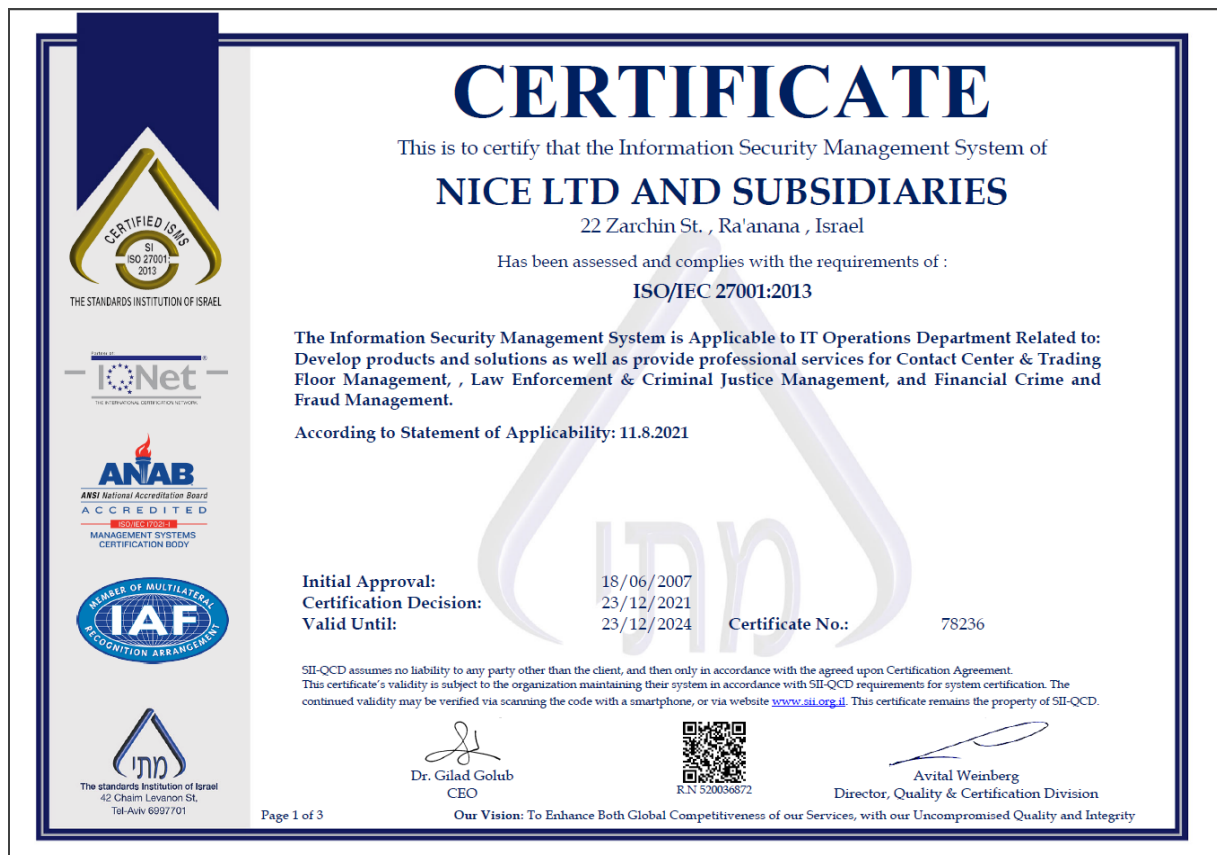 CERTIFICATE
This is to certify that the Information Security Management System of
NICE LTD AND SUBSIDIARIES
22 Zarchin St. , Ra'anana , Israel
Has been assessed and complies with the requirements of :
ISO/IEC 27001:2013
The Information Security Management System is Applicable to IT Operations Department Related to:
Develop products and solutions as well as provide professional services for Contact Center & Trading
Floor Management, , Law Enforcement & Criminal Justice Management, and Financial Crime and
Fraud Management.
According to Statement of Applicability: 11.8.2021
מתי
Initial Approval: 18/06/2007
Certification Decision: 23/12/2021
Valid Until: 23/12/2024 Certificate No.: 78236
SII-QCD assumes no liability to any party other than the client, and then only in accordance with the agreed upon Certification Agreement.
This certificate's validity is subject to the organization maintaining their system in accordance with SII-QCD requirements for system certification. The
continued validity may be verified via scanning the code with a smartphone, or via website www.sii.org.il. This certificate remains the property of SII-QCD.
Dr. Gilad Golub
CEO
R.N 520036872
Avital Weinberg
Director, Quality & Certification Division
Page 1 of 3
Our Vision: To Enhance Both Global Competitiveness of our Services, with our Uncompromised Quality and Integrity
CERTIFIED ISMS
SI
ISO 27001:
2013
THE STANDARDS INSTITUTION OF ISRAEL
Partner of:
IQNet
®
THE INTERNATIONAL CERTIFICATION NETWORK
ANAB
ANSI National Accreditation Board
ACCREDITED
ISO/IEC 17021-1
MANAGEMENT SYSTEMS
CERTIFICATION BODY
MEMBER OF MULTILATERAL
IAF
RECOGNITION ARRANGEMENT
מתי
The standards Institution of Israel
42 Chaim Levanon St,
Tel-Aviv 6997701